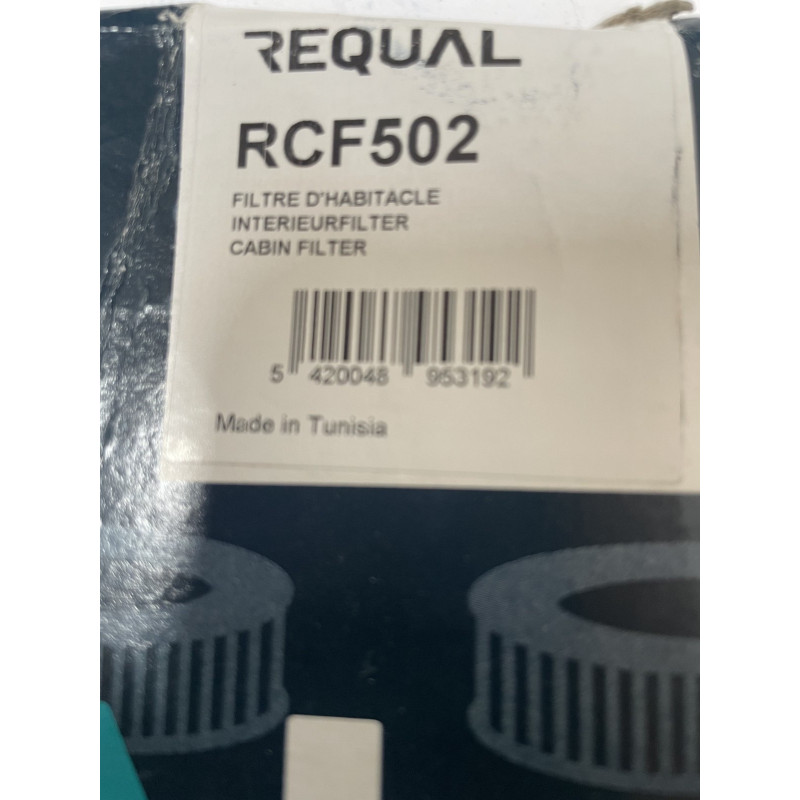 REQUAL
RCF502
FILTRE D'HABITACLE
INTERIEURFILTER
CABIN FILTER
5 420048 953192
Made in Tunisia